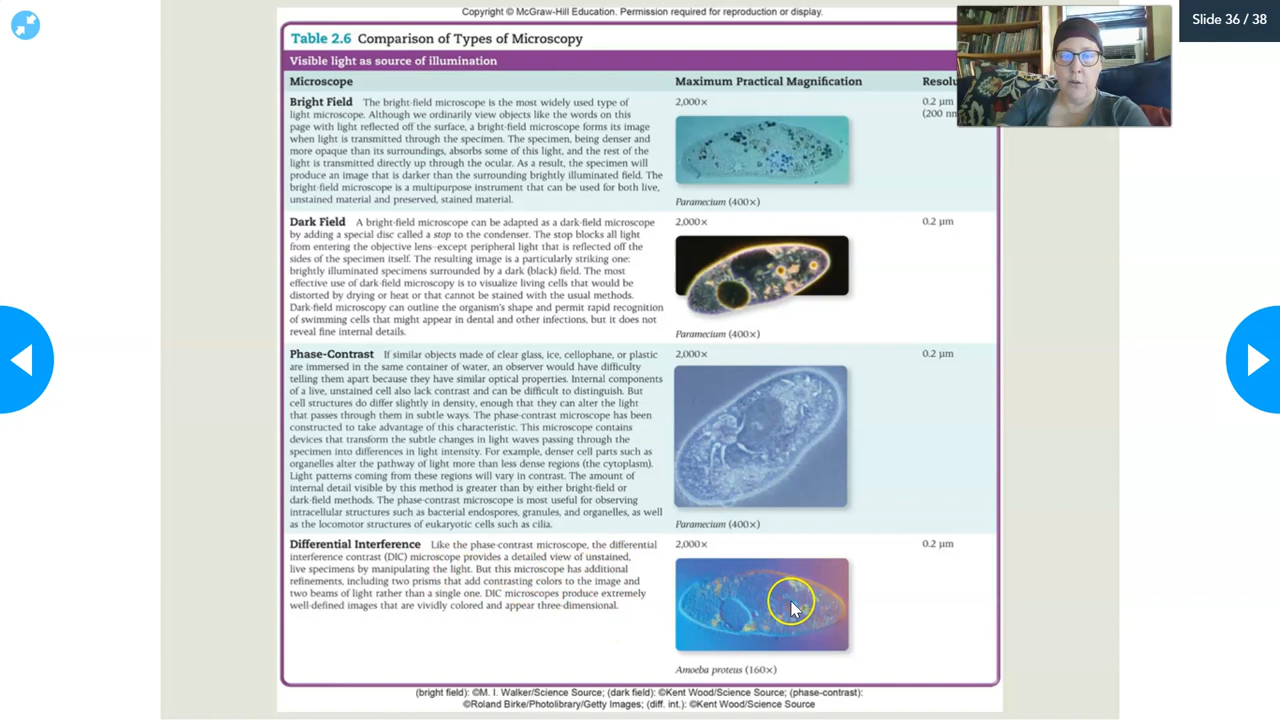 Copyright © McGraw-Hill Education. Permission required for reproduction or display.
Slide 36 / 38
Table 2.6 Comparison of Types of Microscopy
Visible light as source of illumination
Microscope
Maximum Practical Magnification
Bright Field The bright-field microscope is the most widely used type of
light microscope. Although we ordinarily view objects like the words on this
page with light reflected off the surface, a bright-field microscope forms its image
when light is transmitted through the specimen. The specimen, being denser and
more opaque than its surroundings, absorbs some of this light, and the rest of the
light is transmitted directly up through the ocular. As a result, the specimen will
produce an image that is darker than the surrounding brightly illuminated field. The
bright-field microscope is a multipurpose instrument that can be used for both live,
unstained material and preserved, stained material.
2,000×
Paramecium (400×)
0.2 µm
(200
Dark Field A bright-field microscope can be adapted as a dark-field microscope
by adding a special disc called a stop to the condenser. The stop blocks all light
from entering the objective lens—except peripheral light that is reflected off the
sides of the specimen itself. The resulting image is a particularly striking one:
brightly illuminated specimens surrounded by a dark (black) field. The most
effective use of dark-field microscopy is to visualize living cells that would be
distorted by drying or heat or that cannot be stained with the usual methods.
Dark-field microscopy can outline the organism's shape and permit rapid recognition
of swimming cells that might appear in dental and other infections, but it does not
reveal fine internal details.
2,000×
Paramecium (400×)
0.2 µm
Phase-Contrast If similar objects made of clear glass, ice, cellophane, or plastic
are immersed in the same container of water, an observer would have difficulty
telling them apart because they have similar optical properties. Internal components
of a live, unstained cell also lack contrast and can be difficult to distinguish. But
cell structures do differ slightly in density, enough that they can alter the light
that passes through them in subtle ways. The phase-contrast microscope has been
constructed to take advantage of this characteristic. This microscope contains
devices that transform the subtle changes in light waves passing through the
specimen into differences in light intensity. For example, denser cell parts such as
organelles alter the pathway of light more than less dense regions (the cytoplasm).
Light patterns coming from these regions will vary in contrast. The amount of
internal detail visible by this method is greater than by either bright-field or
dark-field methods. The phase-contrast microscope is most useful for observing
intracellular structures such as bacterial endospores, granules, and organelles, as well
as the locomotor structures of eukaryotic cells such as cilia.
2,000×
Paramecium (400×)
0.2 µm
Differential Interference Like the phase-contrast microscope, the differential
interference contrast (DIC) microscope provides a detailed view of unstained,
live specimens by manipulating the light. But this microscope has additional
refinements, including two prisms that add contrasting colors to the image and
two beams of light rather than a single one. DIC microscopes produce extremely
well-defined images that are vividly colored and appear three-dimensional.
2,000×
Amoeba proteus (160×)
0.2 µm
(bright field): ©M. I. Walker/Science Source; (dark field): ©Kent Wood/Science Source; (phase-contrast):
©Roland Birke/Photolibrary/Getty Images; (diff. int.): ©Kent Wood/Science Source